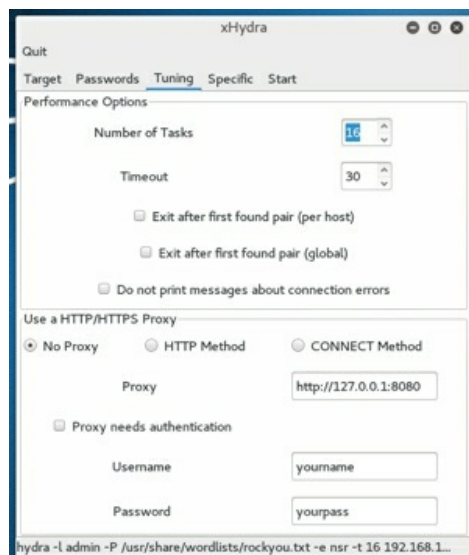 xHydra
Quit
Target Passwords Tuning Specific Start
Performance Options
Number of Tasks 16
Timeout 30
Exit after first found pair (per host)
Exit after first found pair (global)
Do not print messages about connection errors
Use a HTTP/HTTPS Proxy
No Proxy HTTP Method CONNECT Method
Proxy http://127.0.0.1:8080
Proxy needs authentication
Username yourname
Password yourpass
hydra -l admin -P /usr/share/wordlists/rockyou.txt -e nsr -t 16 192.168.1...